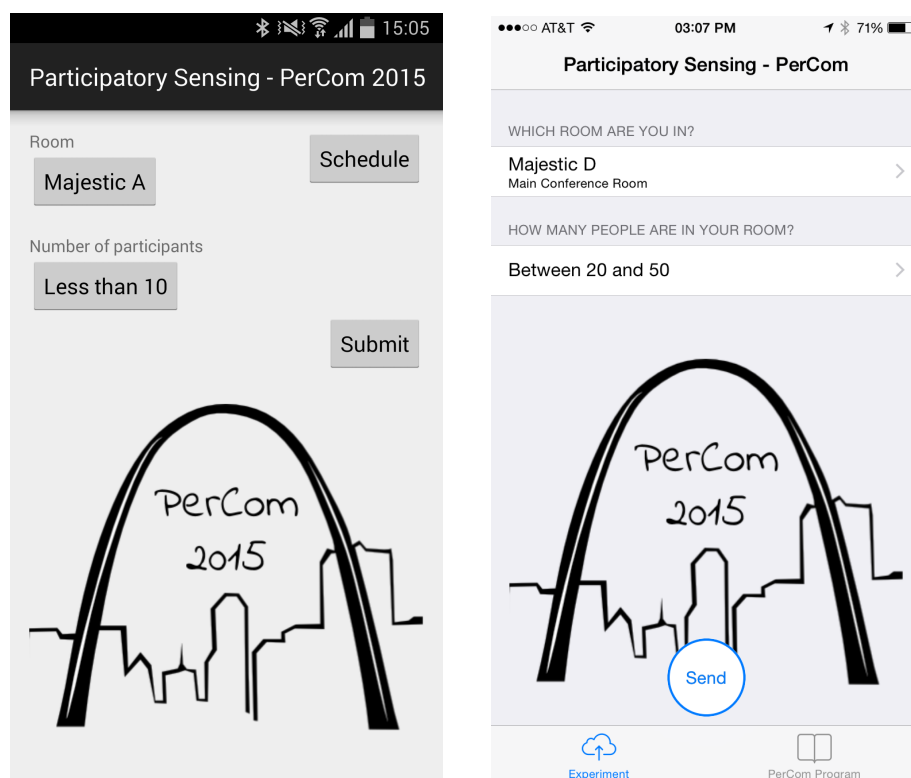 15:05
Participatory Sensing - PerCom 2015
Room
Schedule
Majestic A
Number of participants
Less than 10
Submit
PerCom
2015
AT&T 03:07 PM 71%
Participatory Sensing - PerCom
WHICH ROOM ARE YOU IN?
Majestic D
Main Conference Room
HOW MANY PEOPLE ARE IN YOUR ROOM?
Between 20 and 50
PerCom
2015
Send
Experiment PerCom Program